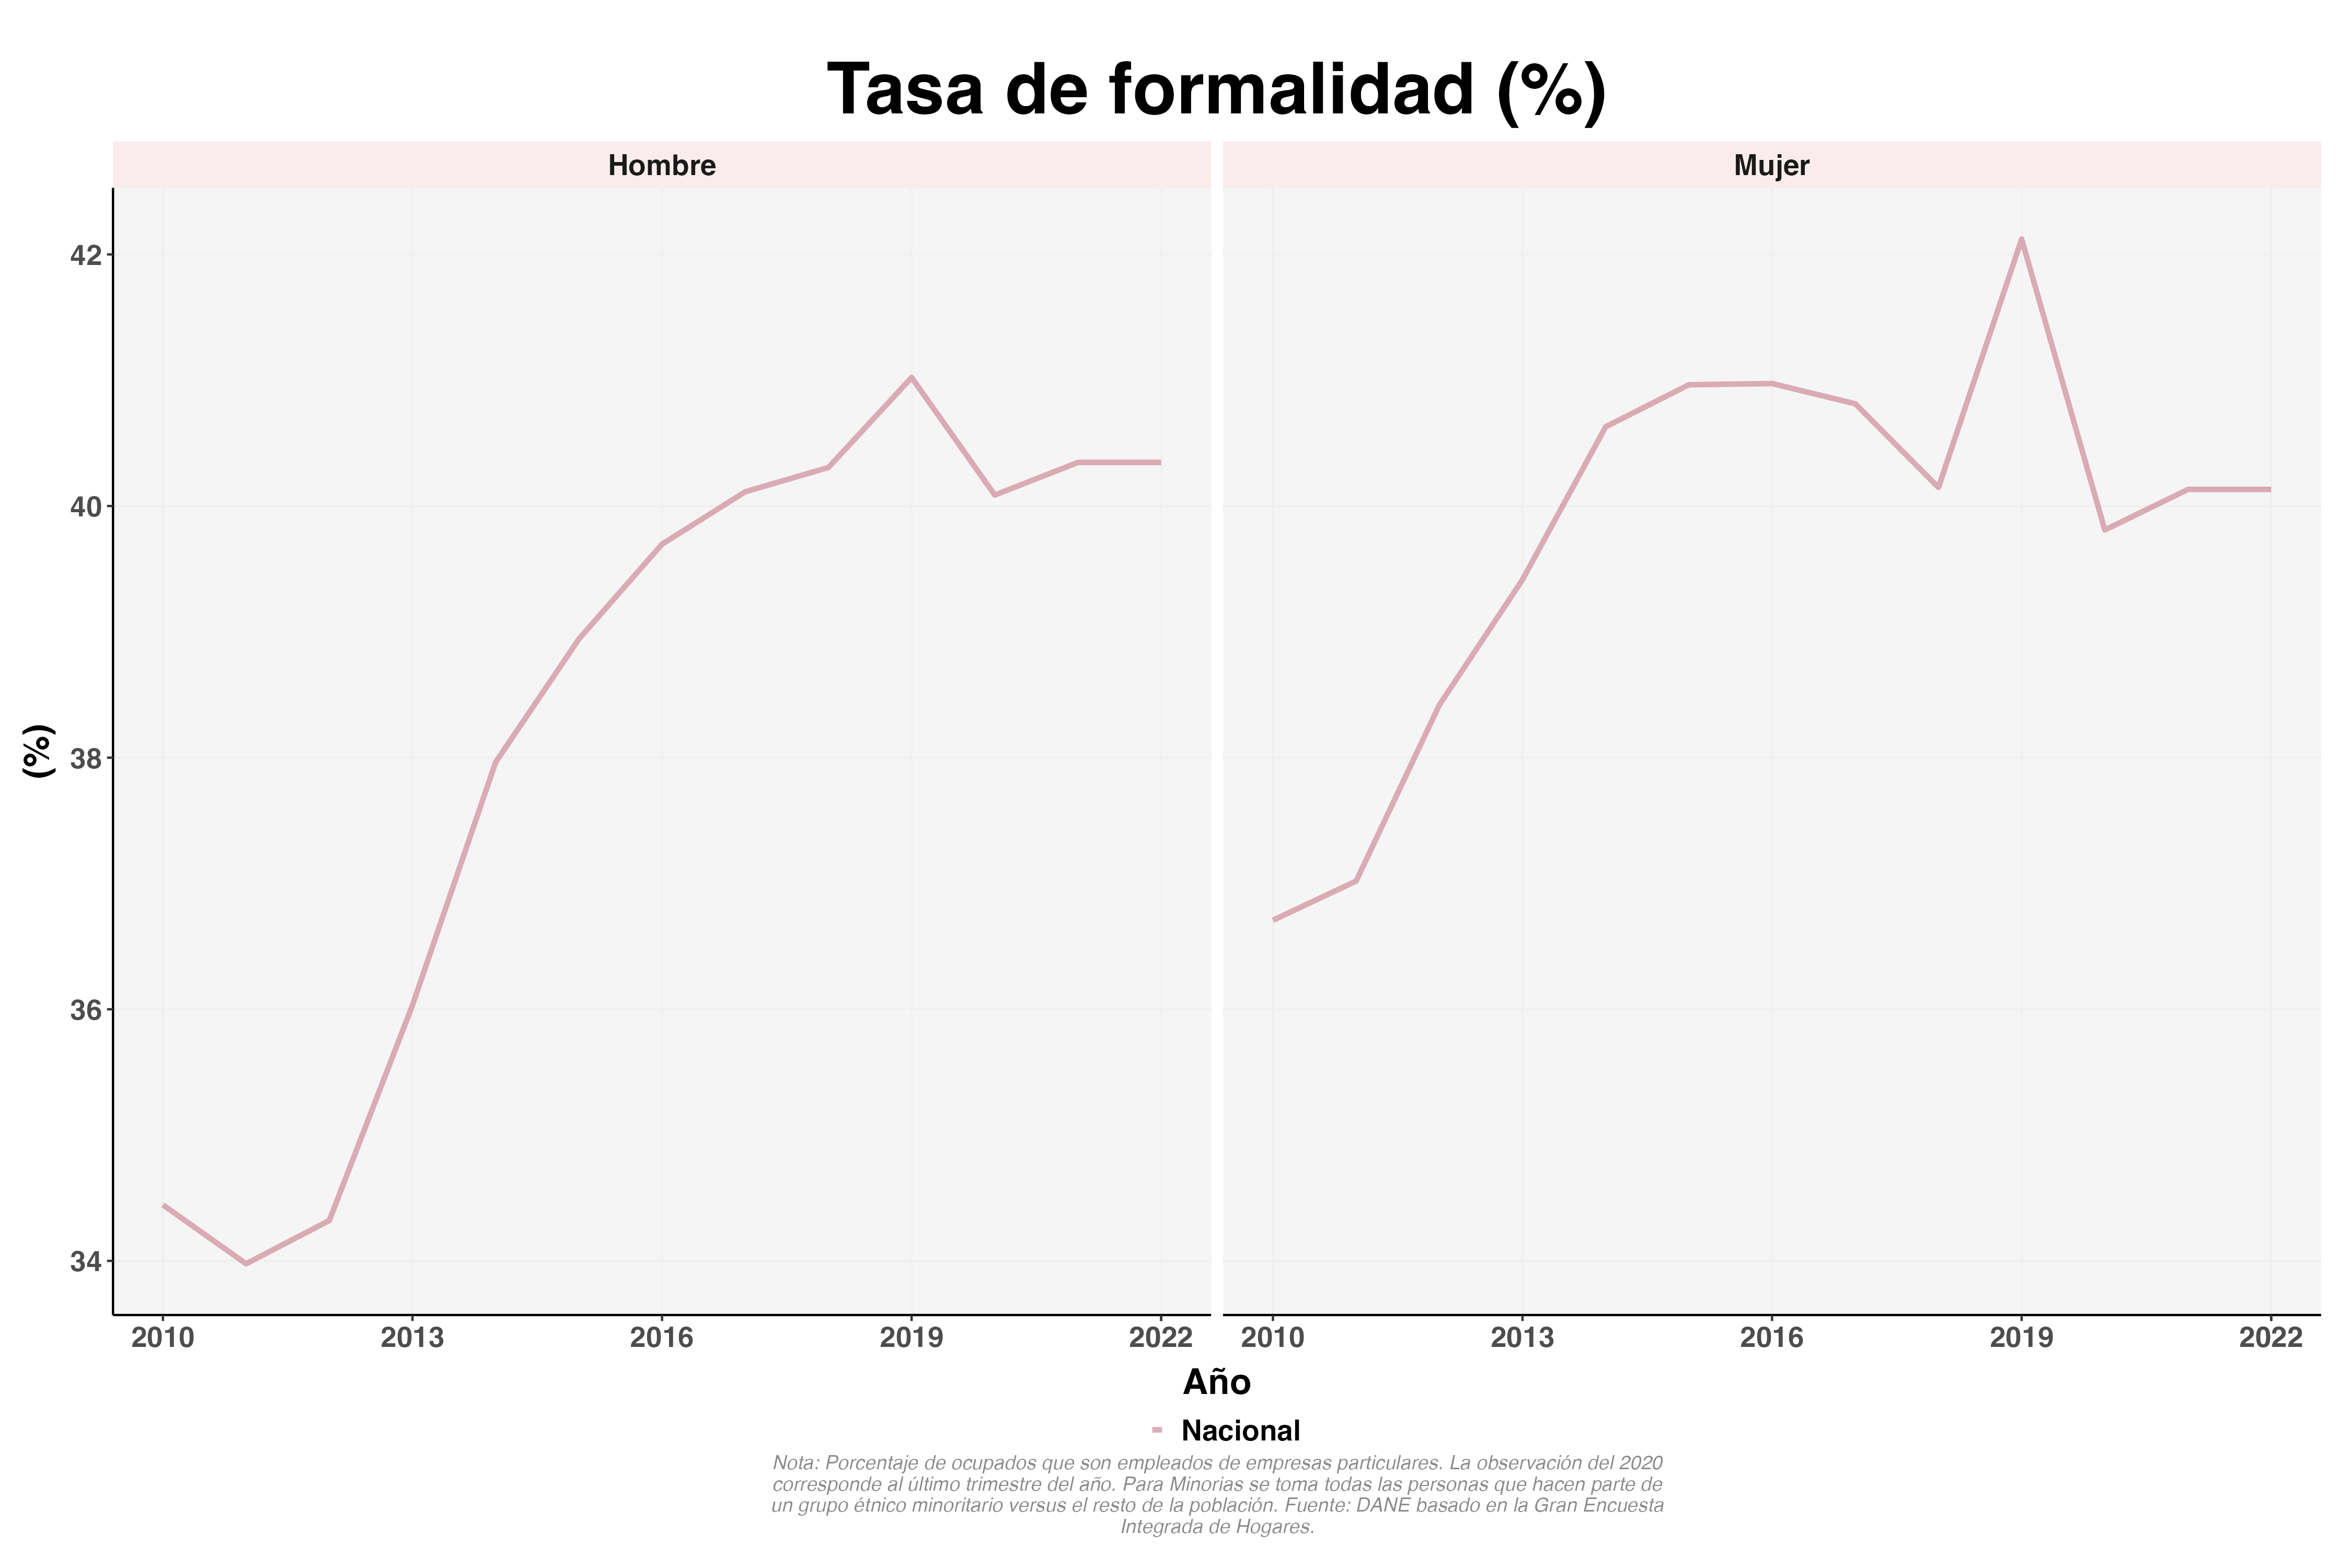 Tasa de formalidad (%)
Hombre
Mujer
42
40
38
36
34
(%)
2010 2013 2016 2019 2022
2010 2013 2016 2019 2022
Año
Nacional
Nota: Porcentaje de ocupados que son empleados de empresas particulares. La observación del 2020
corresponde al último trimestre del año. Para Minorias se toma todas las personas que hacen parte de
un grupo étnico minoritario versus el resto de la población. Fuente: DANE basado en la Gran Encuesta
Integrada de Hogares.